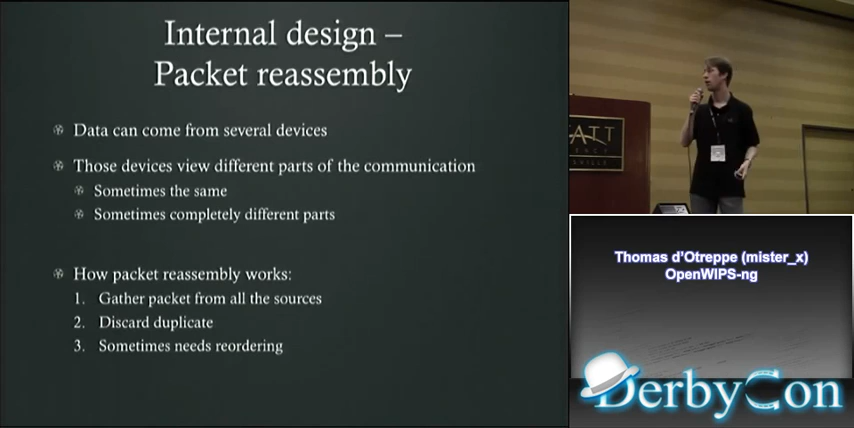 Internal design –
Packet reassembly
Data can come from several devices
Those devices view different parts of the communication
Sometimes the same
Sometimes completely different parts
How packet reassembly works:
1. Gather packet from all the sources
2. Discard duplicate
3. Sometimes needs reordering
Thomas d'Otreppe (mister_x)
OpenWIPS-ng
DerbyCon